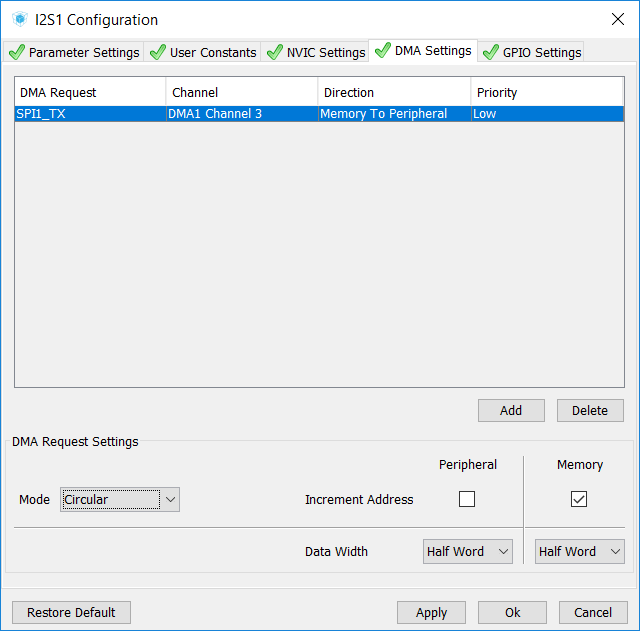 I2S1 Configuration
Parameter Settings User Constants NVIC Settings DMA Settings GPIO Settings
DMA Request Channel Direction Priority
SPI1_TX DMA1 Channel 3 Memory To Peripheral Low
Add Delete
DMA Request Settings
Peripheral Memory
Mode Circular Increment Address
Data Width Half Word Half Word
Restore Default Apply Ok Cancel